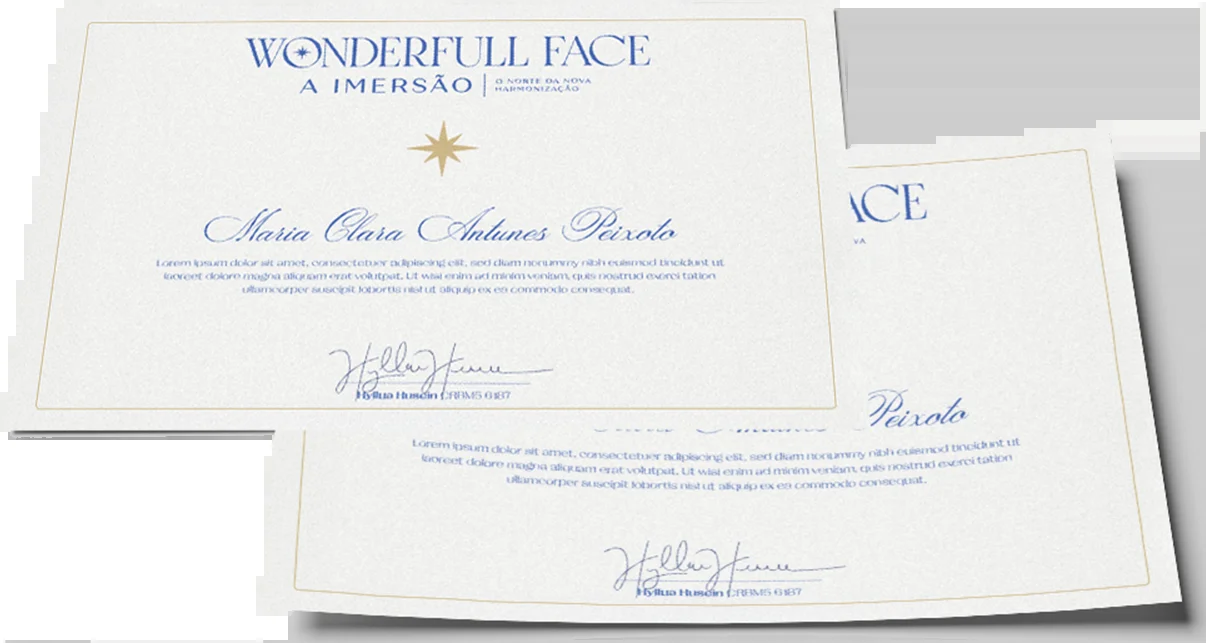 WONDERFULL FACE
A IMERSÃO
O NORTE DA NOVA
HARMONIZAÇÃO
Maria Clara Antunes Peixoto
Lorem ipsum dolor sit amet, consectetuer adipiscing elit, sed diam nonummy nibh euismod tincidunt ut
laoreet dolore magna aliquam erat volutpat. Ut wisi enim ad minim veniam, quis nostrud exerci tation
ullamcorper suscipit lobortis nisl ut aliquip ex ea commodo consequat.
Hyllua Husein CRBM5 6187
ACE
VA
Peixoto
Lorem ipsum dolor sit amet, consectetuer adipiscing elit, sed diam nonummy nibh euismod tincidunt ut
laoreet dolore magna aliquam erat volutpat. Ut wisi enim ad minim veniam, quis nostrud exerci tation
ullamcorper suscipit lobortis nisl ut aliquip ex ea commodo consequat.
Hyllua Husein CRBM5 6187